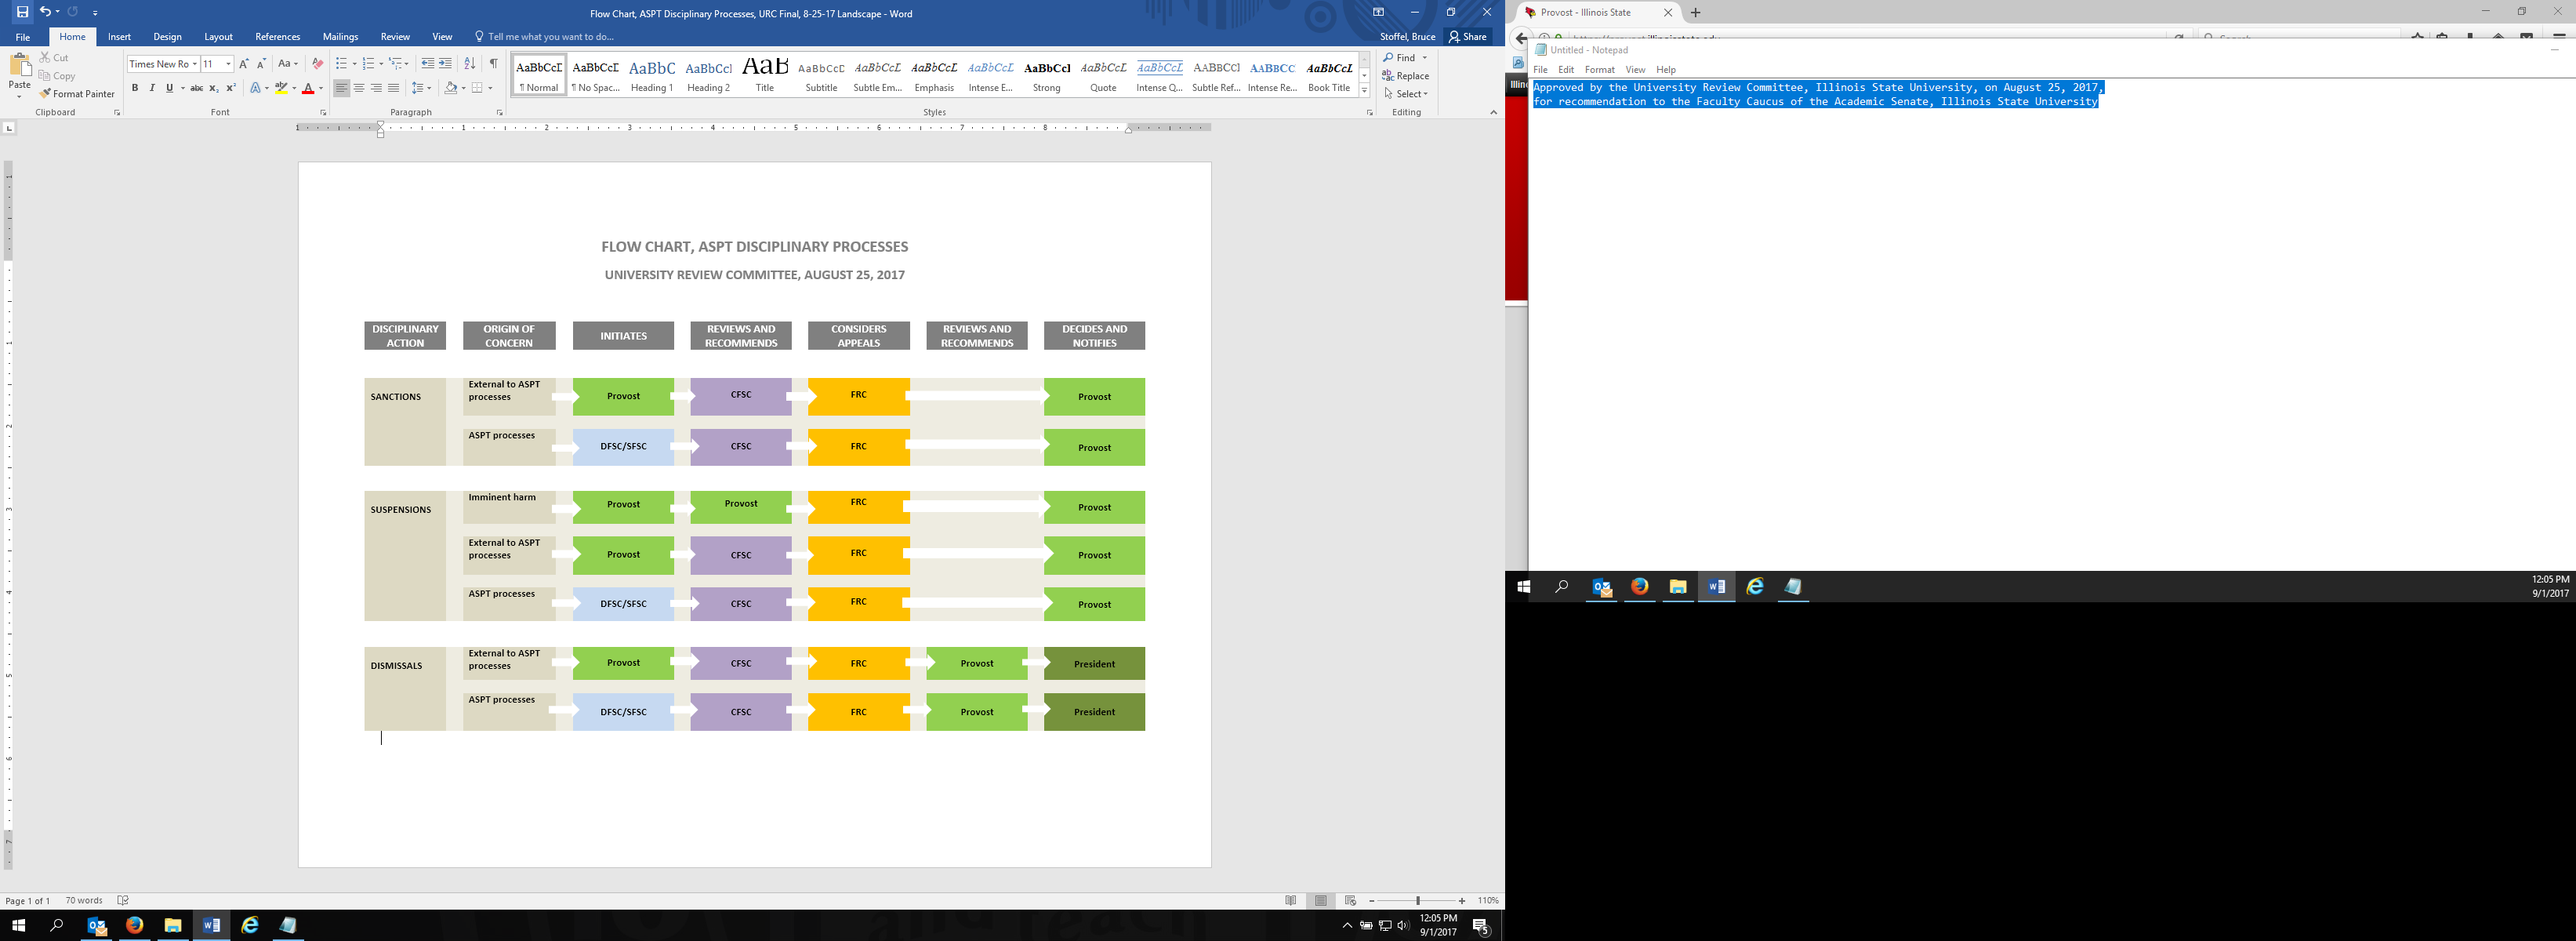 Flow Chart, ASPT Disciplinary Processes, URC Final, 8-25-17 Landscape - Word
File Home Insert Design Layout References Mailings Review View Tell me what you want to do... Stoffel, Bruce Share
Paste Cut
Copy
Format Painter
Times New Ro 11
Clipboard Font Paragraph Styles Editing
AaBbCcI AaBbCcI AaBbC AaBbCcI AaB AaBbCcD AaBbCcL AaBbCcL AaBbCcL AaBbCcI AaBbCcL AaBbCcL AABBCCI AABBCC AaBbCcL
¶ Normal ¶ No Spac... Heading 1 Heading 2 Title Subtitle Subtle Em... Emphasis Intense E... Strong Quote Intense Q... Subtle Ref... Intense Re... Book Title
Find
Replace
Select
FLOW CHART, ASPT DISCIPLINARY PROCESSES
UNIVERSITY REVIEW COMMITTEE, AUGUST 25, 2017
DISCIPLINARY ACTION ORIGIN OF CONCERN INITIATES REVIEWS AND RECOMMENDS CONSIDERS APPEALS REVIEWS AND RECOMMENDS DECIDES AND NOTIFIES
SANCTIONS External to ASPT processes Provost CFSC FRC Provost
ASPT processes DFSC/SFSC CFSC FRC Provost
SUSPENSIONS Imminent harm Provost Provost FRC Provost
External to ASPT processes Provost CFSC FRC Provost
ASPT processes DFSC/SFSC CFSC FRC Provost
DISMISSALS External to ASPT processes Provost CFSC FRC Provost President
ASPT processes DFSC/SFSC CFSC FRC Provost President
Page 1 of 1 70 words 110%
12:05 PM
9/1/2017
5
Provost - Illinois State
Untitled - Notepad
File Edit Format View Help
Approved by the University Review Committee, Illinois State University, on August 25, 2017,
for recommendation to the Faculty Caucus of the Academic Senate, Illinois State University
12:05 PM
9/1/2017